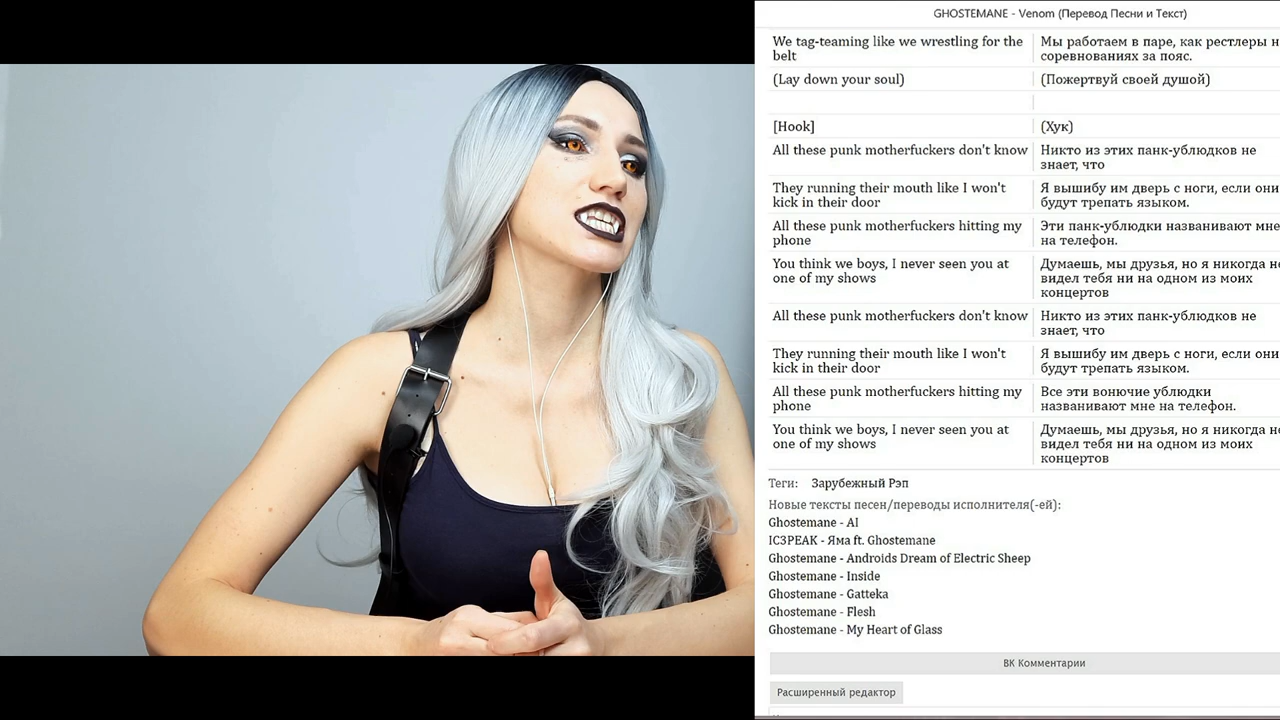 GHOSTEMANE - Venom (Перевод Песни и Текст)
We tag-teaming like we wrestling for the
belt
Мы работаем в паре, как рестлеры н
соревнованиях за пояс.
(Lay down your soul)
(Пожертвуй своей душой)
[Hook]
(Хук)
All these punk motherfuckers don't know
Никто из этих панк-ублюдков не
знает, что
They running their mouth like I won't
kick in their door
Я вышибу им дверь с ноги, если они
будут трепать языком.
All these punk motherfuckers hitting my
phone
Эти панк-ублюдки названивают мне
на телефон.
You think we boys, I never seen you at
one of my shows
Думаешь, мы друзья, но я никогда не
видел тебя ни на одном из моих
концертов
All these punk motherfuckers don't know
Никто из этих панк-ублюдков не
знает, что
They running their mouth like I won't
kick in their door
Я вышибу им дверь с ноги, если они
будут трепать языком.
All these punk motherfuckers hitting my
phone
Все эти вонючие ублюдки
названивают мне на телефон.
You think we boys, I never seen you at
one of my shows
Думаешь, мы друзья, но я никогда не
видел тебя ни на одном из моих
концертов
Теги: Зарубежный Рэп
Новые тексты песен/переводы исполнителя(-ей):
Ghostemane - AI
IC3PEAK - Яма ft. Ghostemane
Ghostemane - Androids Dream of Electric Sheep
Ghostemane - Inside
Ghostemane - Gatteka
Ghostemane - Flesh
Ghostemane - My Heart of Glass
ВК Комментарии
Расширенный редактор